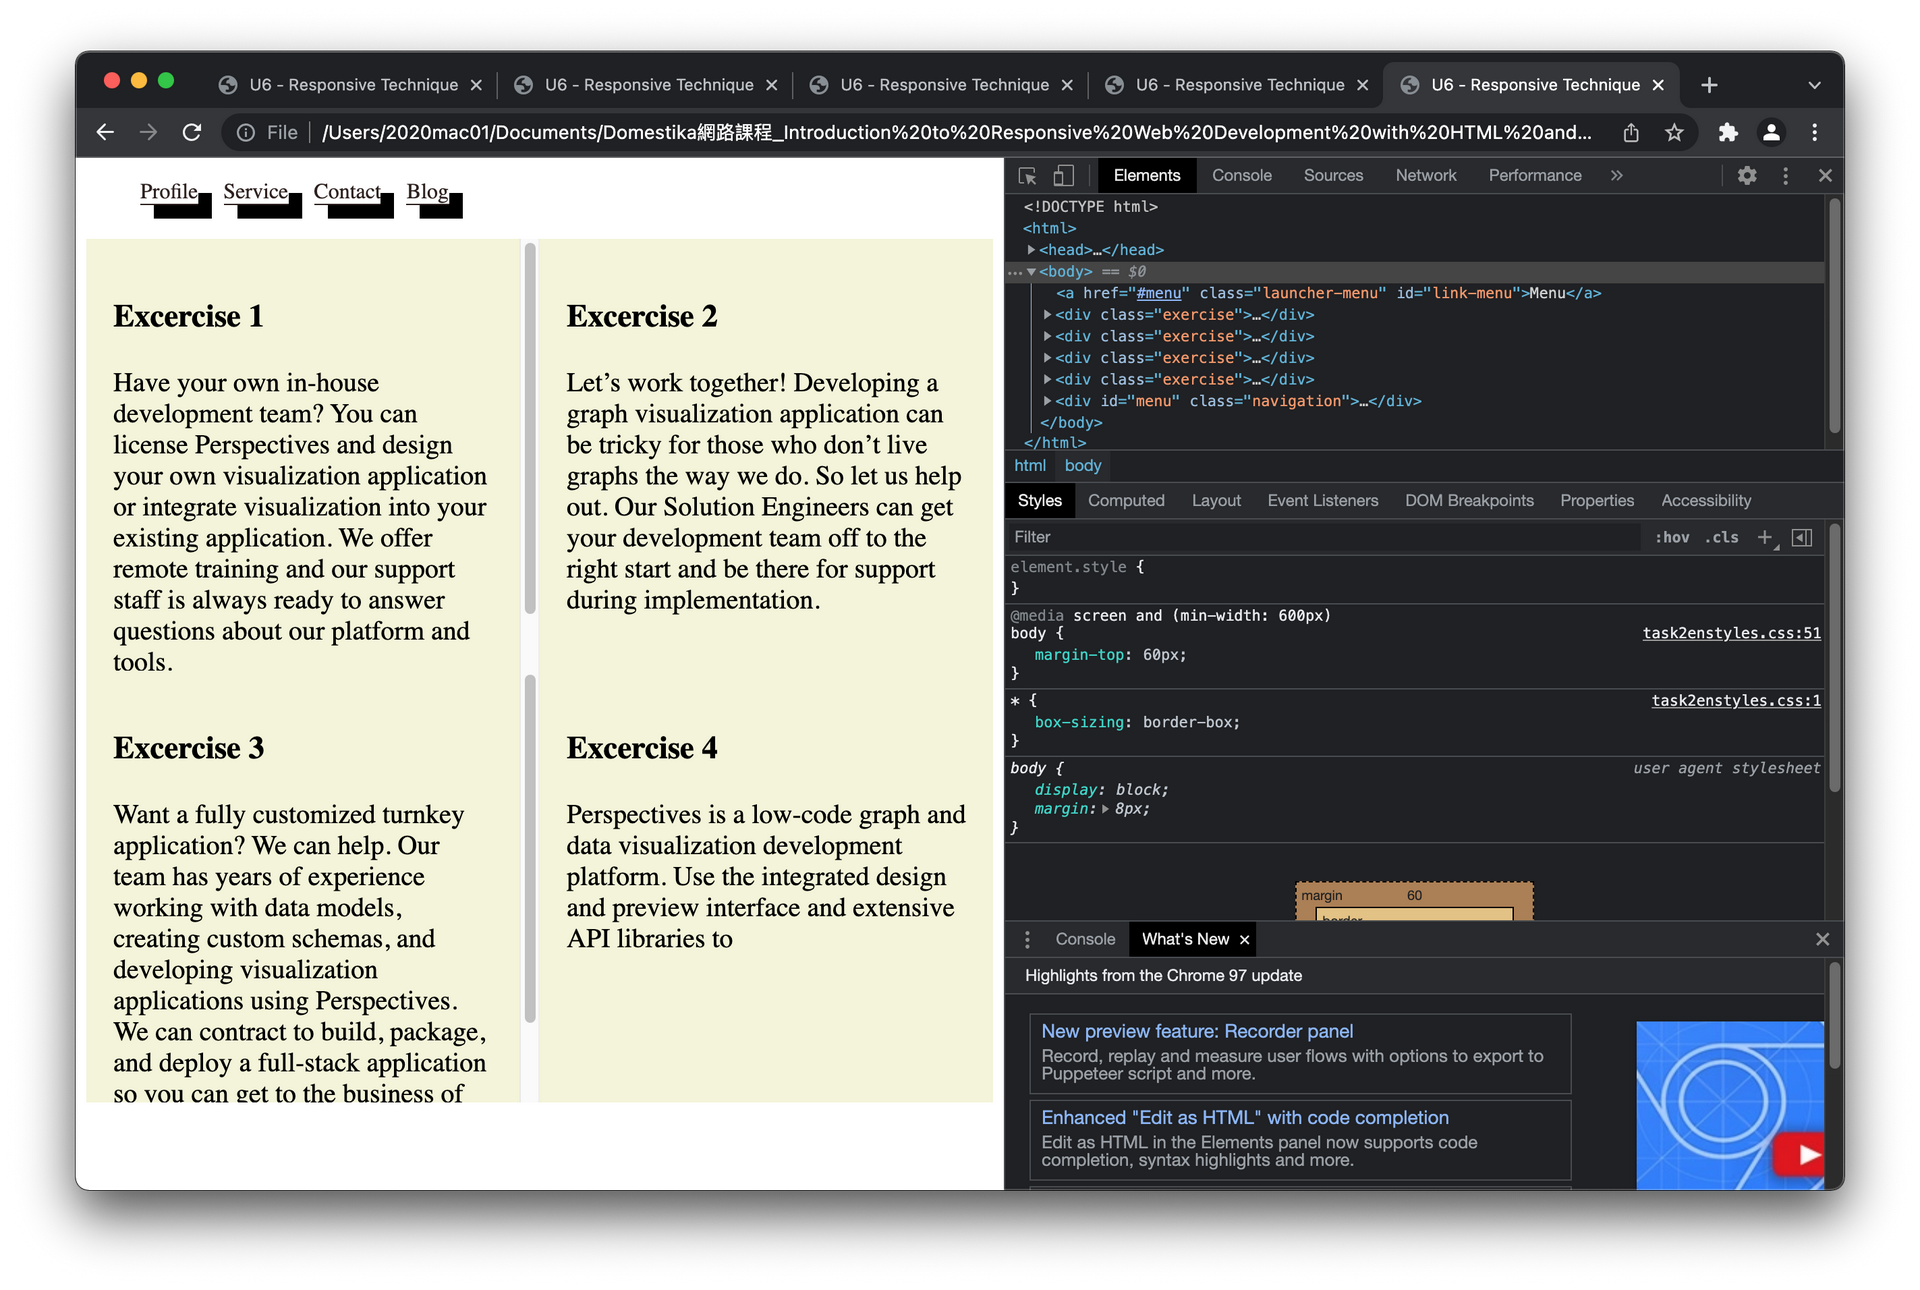 U6 - Responsive Technique
U6 - Responsive Technique
U6 - Responsive Technique
U6 - Responsive Technique
U6 - Responsive Technique
File
/Users/2020mac01/Documents/Domestika網路課程_Introduction%20to%20Responsive%20Web%20Development%20with%20HTML%20and...
Profile Service Contact Blog
Excercise 1
Have your own in-house
development team? You can
license Perspectives and design
your own visualization application
or integrate visualization into your
existing application. We offer
remote training and our support
staff is always ready to answer
questions about our platform and
tools.
Excercise 2
Let’s work together! Developing a
graph visualization application can
be tricky for those who don’t live
graphs the way we do. So let us help
out. Our Solution Engineers can get
your development team off to the
right start and be there for support
during implementation.
Excercise 3
Want a fully customized turnkey
application? We can help. Our
team has years of experience
working with data models,
creating custom schemas, and
developing visualization
applications using Perspectives.
We can contract to build, package,
and deploy a full-stack application
so you can get to the business of
Excercise 4
Perspectives is a low-code graph and
data visualization development
platform. Use the integrated design
and preview interface and extensive
API libraries to
Elements Console Sources Network Performance »
<!DOCTYPE html>
<html>
<head>…</head>
<body> == $0
<a href="#menu" class="launcher-menu" id="link-menu">Menu</a>
<div class="exercise">…</div>
<div class="exercise">…</div>
<div class="exercise">…</div>
<div class="exercise">…</div>
<div id="menu" class="navigation">…</div>
</body>
</html>
html body
Styles Computed Layout Event Listeners DOM Breakpoints Properties Accessibility
Filter :hov .cls +
element.style {
}
@media screen and (min-width: 600px)
body { task2enstyles.css:51
margin-top: 60px;
}
* { task2enstyles.css:1
box-sizing: border-box;
}
body { user agent stylesheet
display: block;
margin: 8px;
}
margin 60
border
Console What's New
Highlights from the Chrome 97 update
New preview feature: Recorder panel
Record, replay and measure user flows with options to export to
Puppeteer script and more.
Enhanced "Edit as HTML" with code completion
Edit as HTML in the Elements panel now supports code
completion, syntax highlights and more.